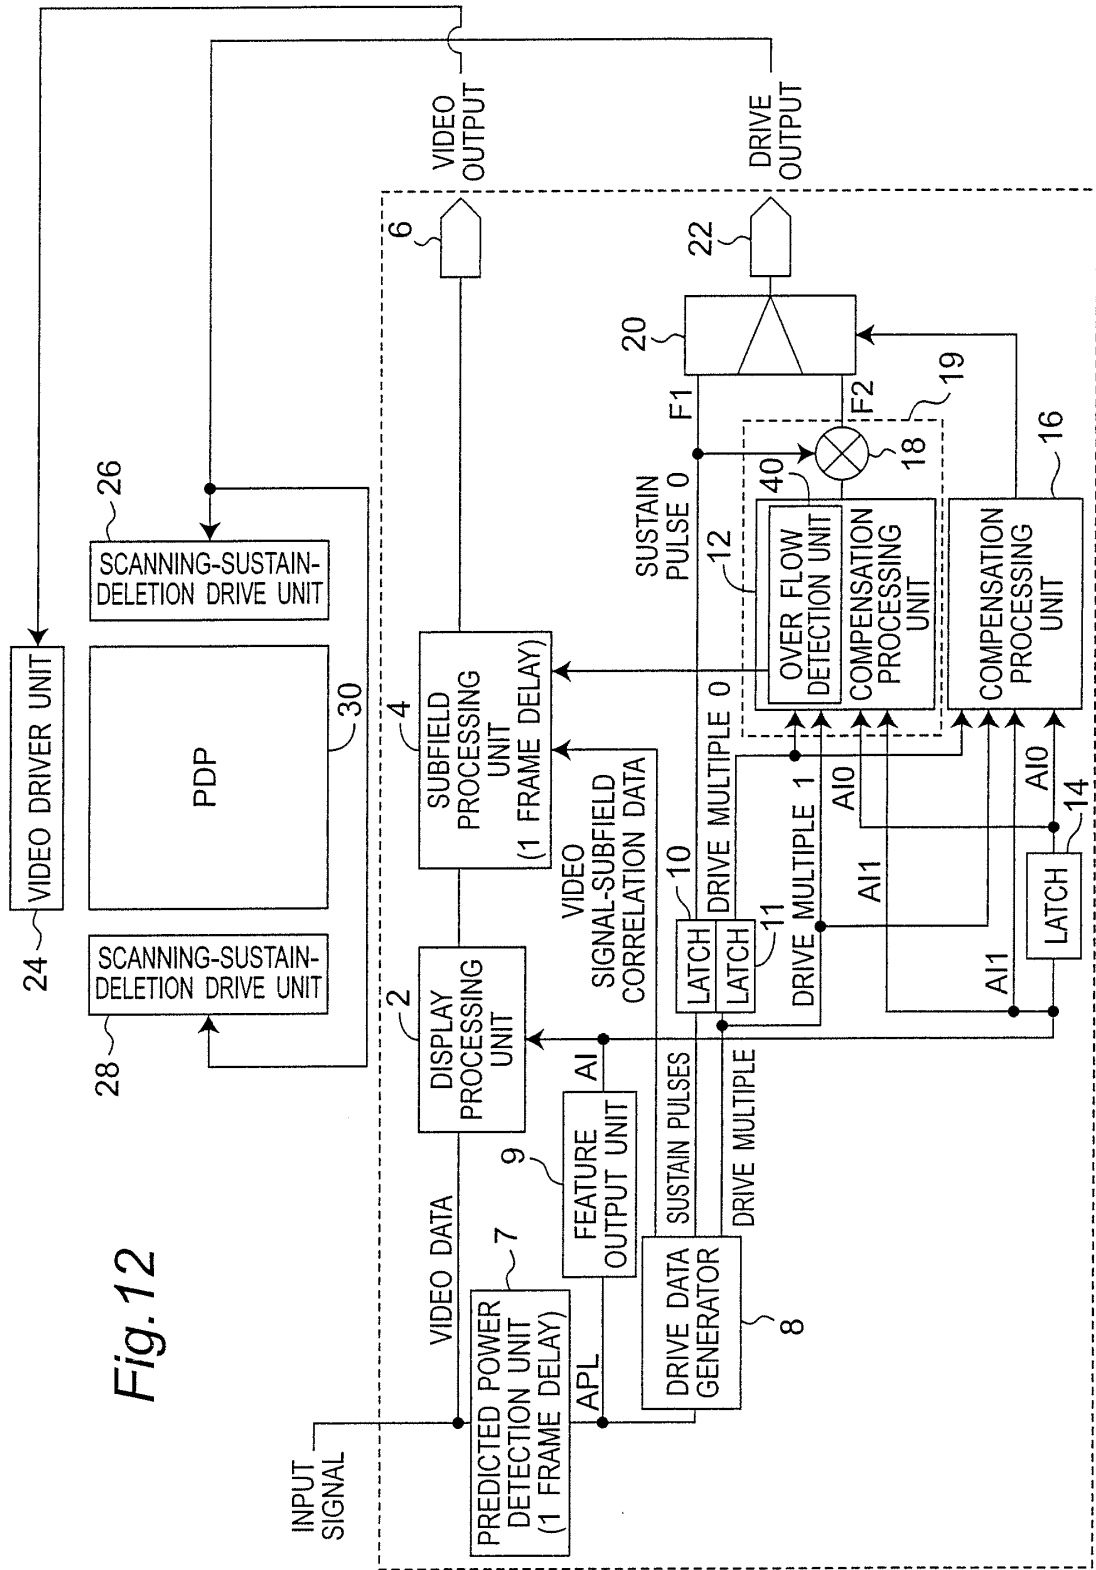 Fig.12
24
VIDEO DRIVER UNIT
28
SCANNING-SUSTAIN-
DELETION DRIVE UNIT
PDP
30
26
SCANNING-SUSTAIN-
DELETION DRIVE UNIT
INPUT
SIGNAL
VIDEO DATA
2
DISPLAY
PROCESSING
UNIT
4
SUBFIELD
PROCESSING
UNIT
(1 FRAME DELAY)
6
VIDEO
OUTPUT
7
PREDICTED POWER
DETECTION UNIT
(1 FRAME DELAY)
APL
9
FEATURE
OUTPUT UNIT
AI
VIDEO
SIGNAL-SUBFIELD
CORRELATION DATA
8
DRIVE DATA
GENERATOR
SUSTAIN PULSES
DRIVE MULTIPLE
10
LATCH
LATCH
11
DRIVE MULTIPLE 0
DRIVE MULTIPLE 1
SUSTAIN
PULSE 0
F1
20
22
DRIVE
OUTPUT
12
40
OVER FLOW
DETECTION UNIT
COMPENSATION
PROCESSING
UNIT
18
F2
19
AI0
AI1
COMPENSATION
PROCESSING
UNIT
16
AI1
AI0
LATCH
14